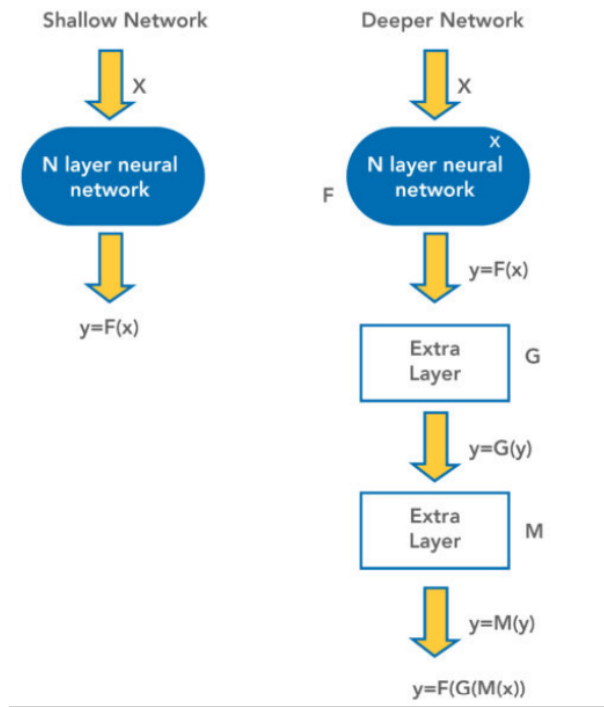 Shallow Network
X
N layer neural
network
y=F(x)
Deeper Network
X
x
N layer neural
network
F
y=F(x)
Extra
Layer
G
y=G(y)
Extra
Layer
M
y=M(y)
y=F(G(M(x))